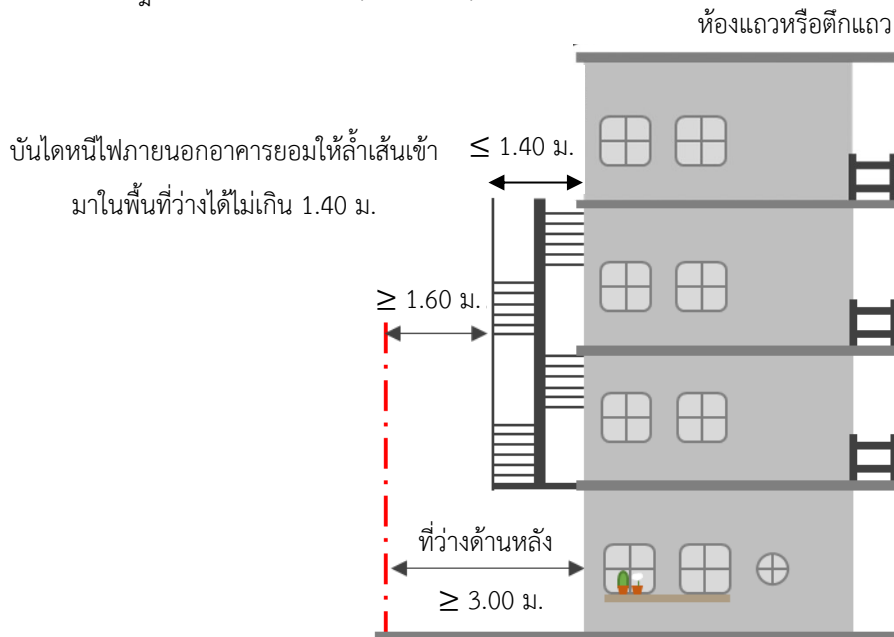 ห้องแถวหรือตึกแถว
บันไดหนีไฟภายนอกอาคารยอมให้ล้ำเส้นเข้า
มาในพื้นที่ว่างได้ไม่เกิน 1.40 ม.
≤ 1.40 ม.
≥ 1.60 ม.
ที่ว่างด้านหลัง
≥ 3.00 ม.